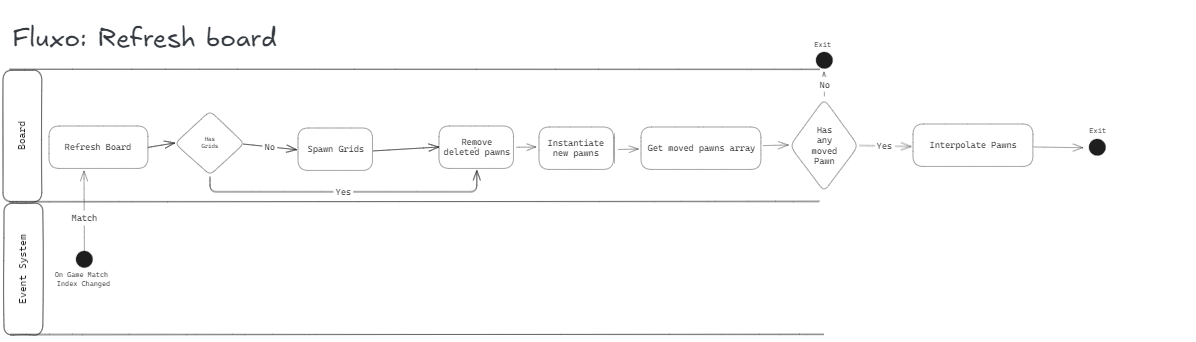 Fluxo: Refresh board
Exit
No
Board
Refresh Board
Has
Grids
No
Spawn Grids
Remove
deleted pawns
Instantiate
new pawns
Get moved pawns array
Has
any
moved
Pawn
Yes
Interpolate Pawns
Exit
Yes
Match
Event System
On Game Match
Index Changed